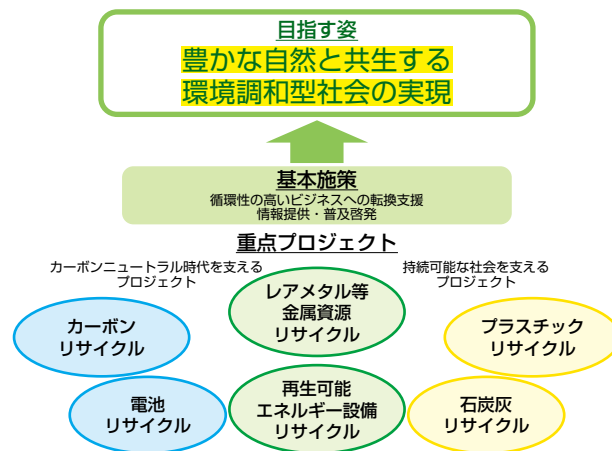 目指す姿
豊かな自然と共生する
環境調和型社会の実現
基本施策
循環性の高いビジネスへの転換支援
情報提供・普及啓発
重点プロジェクト
カーボンニュートラル時代を支える
プロジェクト
持続可能な社会を支える
プロジェクト
レアメタル等
金属資源
リサイクル
カーボン
リサイクル
プラスチック
リサイクル
電池
リサイクル
再生可能
エネルギー設備
リサイクル
石炭灰
リサイクル